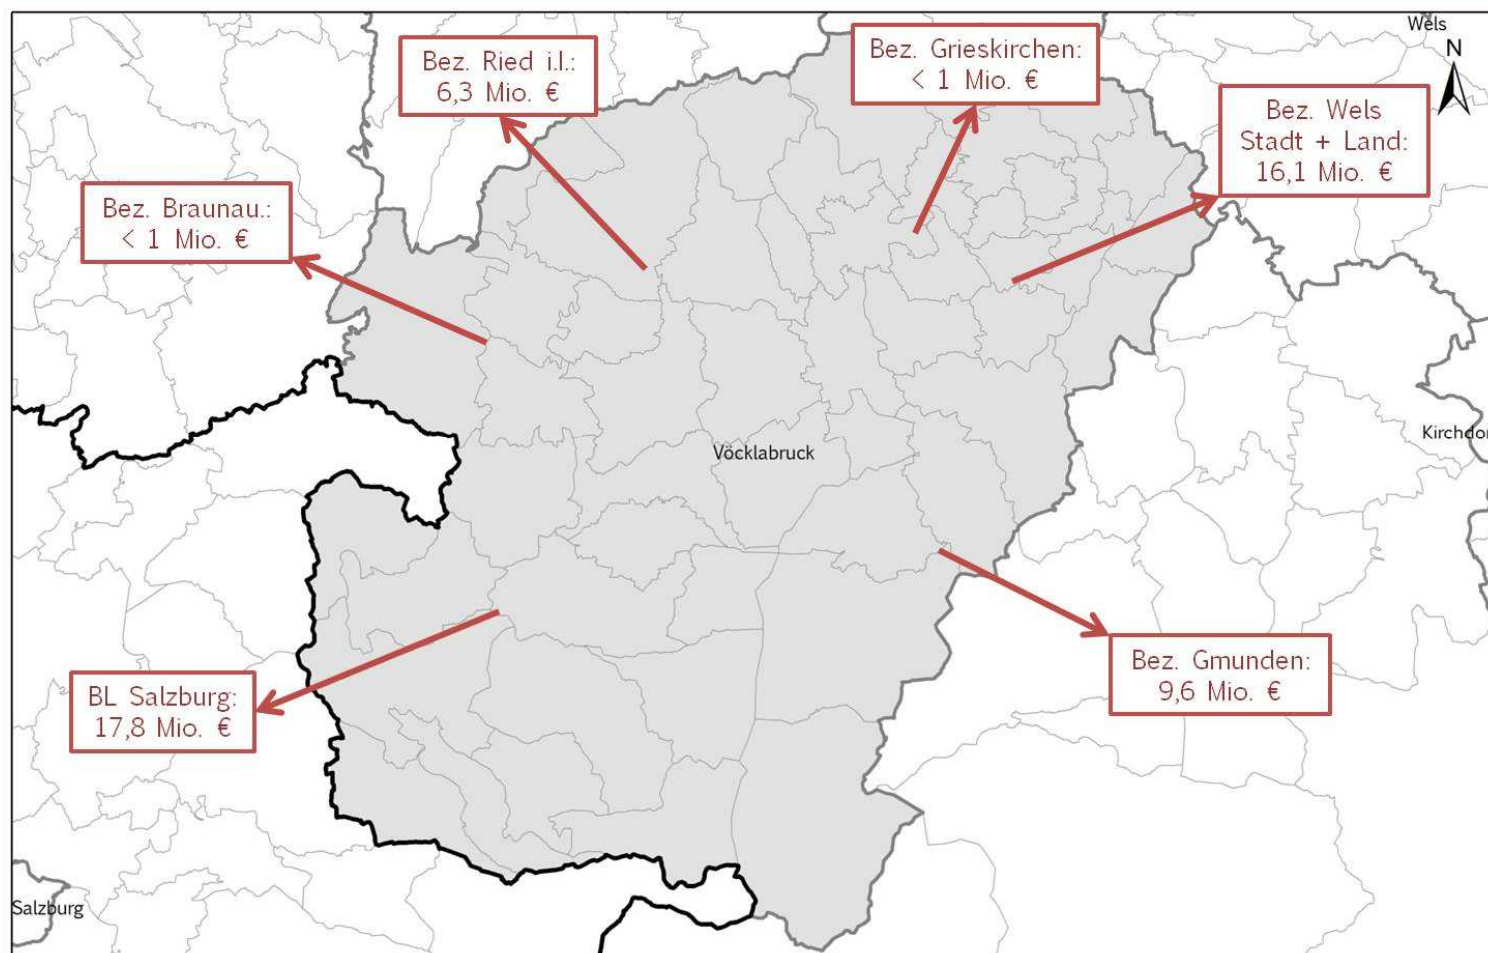 Wels
N
Bez. Ried i.I.:
6,3 Mio. €
Bez. Grieskirchen:
< 1 Mio. €
Bez. Wels
Stadt + Land:
16,1 Mio. €
Bez. Braunau.:
< 1 Mio. €
Vöcklabruck
Kirchdor
Bez. Gmunden:
9,6 Mio. €
BL Salzburg:
17,8 Mio. €
Salzburg